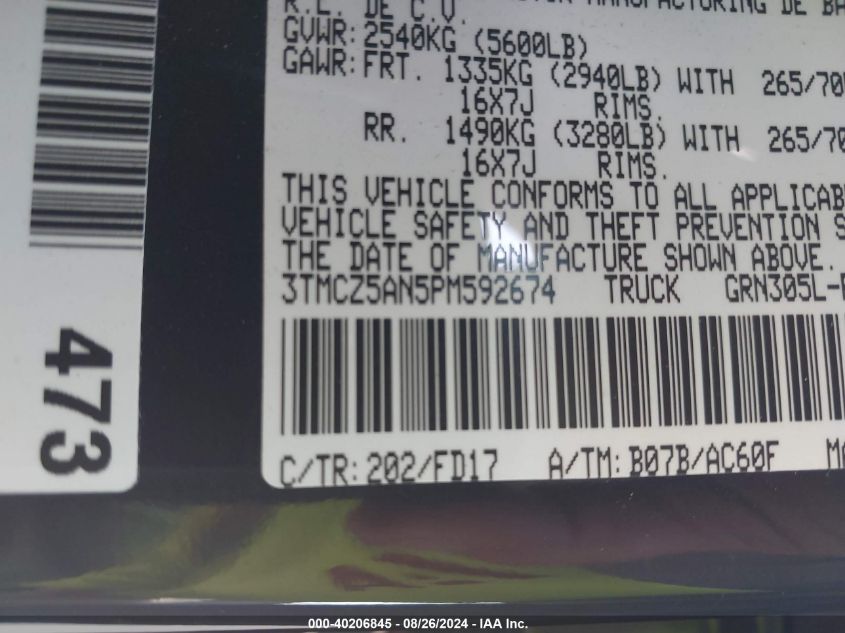 MANUFACTURING DE
R.L. DE C.V.
GVWR: 2540KG (5600LB)
GAWR: FRT. 1335KG (2940LB) WITH 265/70
16X7J RIMS.
RR. 1490KG (3280LB) WITH 265/70
16X7J RIMS.
THIS VEHICLE CONFORMS TO ALL APPLICAB
VEHICLE SAFETY AND THEFT PREVENTION S
THE DATE OF MANUFACTURE SHOWN ABOVE.
3TMCZ5AN5PM592674 TRUCK GRN305L-
C/TR: 202/FD17 A/TM: B07B/AC60F
473
000-40206845 - 08/26/2024 - IAA Inc.